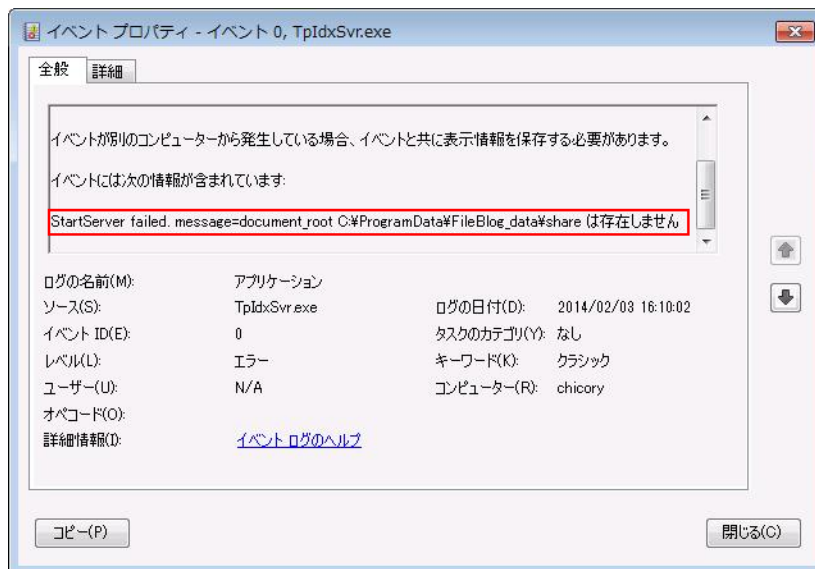 イベント プロパティ - イベント 0, TpIdxSvr.exe
全般 詳細
イベントが別のコンピューターから発生している場合、イベントと共に表示情報を保存する必要があります。
イベントには次の情報が含まれています:
StartServer failed. message=document_root C:¥ProgramData¥FileBlog_data¥share は存在しません
ログの名前(M): アプリケーション
ソース(S): TpIdxSvr.exe ログの日付(D): 2014/02/03 16:10:02
イベント ID(E): 0 タスクのカテゴリ(Y): なし
レベル(L): エラー キーワード(K): クラシック
ユーザー(U): N/A コンピューター(R): chicory
オペコード(O):
詳細情報(I): イベント ログのヘルプ
コピー(P) 閉じる(C)